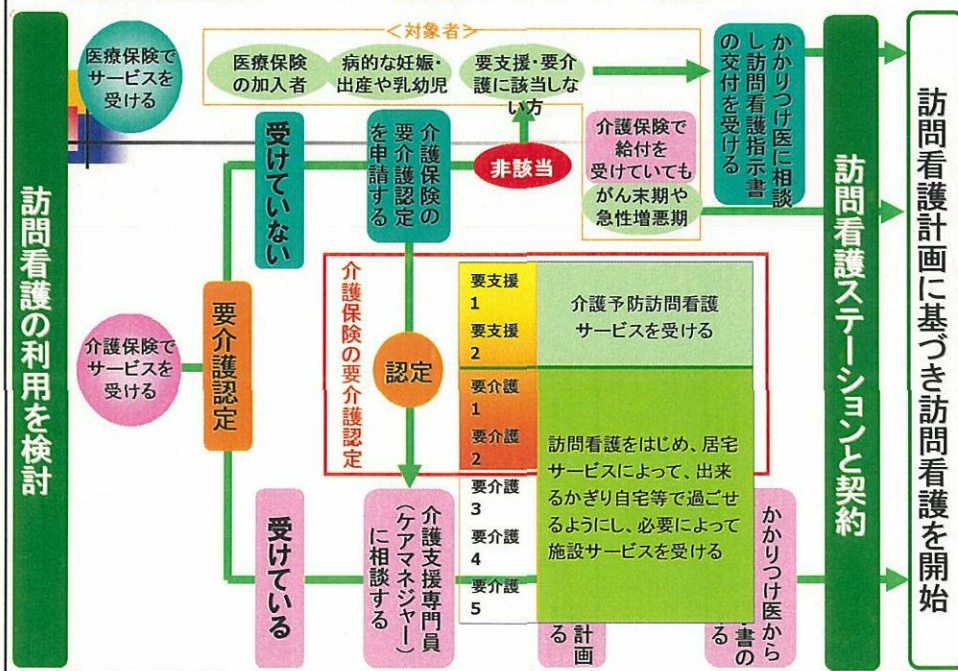 訪問看護の利用を検討
医療保険で
サービスを
受ける
＜対象者＞
医療保険
の加入者
病的な妊娠・
出産や乳幼児
要支援・要介
護に該当しな
い方
介護保険で
給付を
受けていても
がん末期や
急性増悪期
かかりつけ医に相談
し訪問看護指示書
の交付を受ける
介護保険で
サービスを
受ける
要介護認定
受けていない
介護保険の
要介護認定
を申請する
非該当
介護保険の要介護認定
認定
要支援
1
要支援
2
要介護
1
要介護
2
要介護
3
要介護
4
要介護
5
介護予防訪問看護
サービスを受ける
訪問看護をはじめ、居宅
サービスによって、出来
るかぎり自宅等で過ごせ
るようにし、必要によって
施設サービスを受ける
受けている
介護支援専門員
（ケアマネジャー）
に相談する
計画
る
かかりつけ医から
書の
る
訪問看護ステーションと契約
訪問看護計画に基づき訪問看護を開始